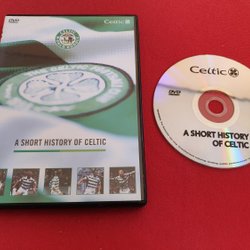 DVD
Celtic
A SHORT HISTORY OF CELTIC
Celtic
DVD
A SHORT HISTORY
OF CELTIC